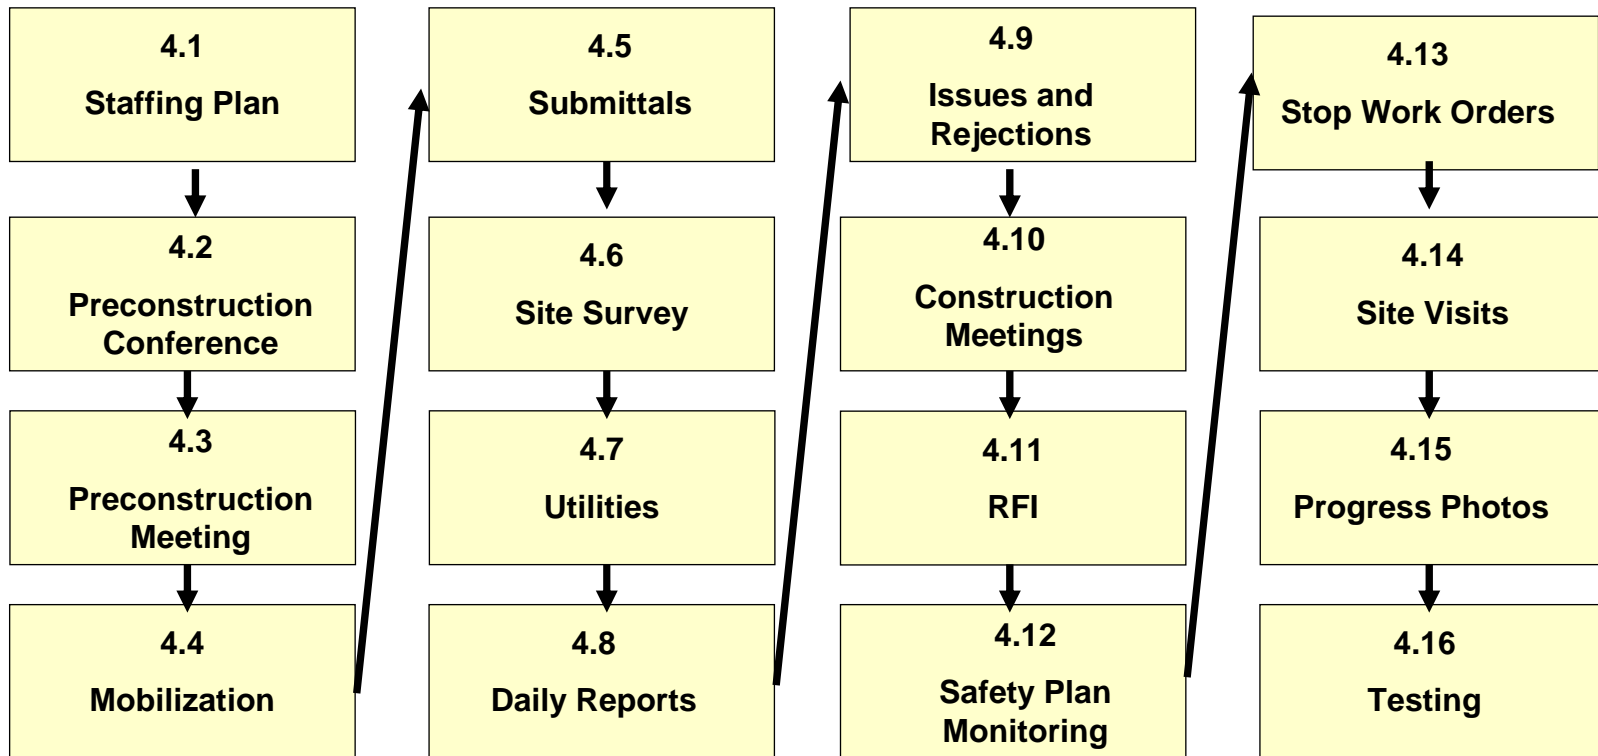 4.1
Staffing Plan
4.2
Preconstruction
Conference
4.3
Preconstruction
Meeting
4.4
Mobilization
4.5
Submittals
4.6
Site Survey
4.7
Utilities
4.8
Daily Reports
4.9
Issues and
Rejections
4.10
Construction
Meetings
4.11
RFI
4.12
Safety Plan
Monitoring
4.13
Stop Work Orders
4.14
Site Visits
4.15
Progress Photos
4.16
Testing